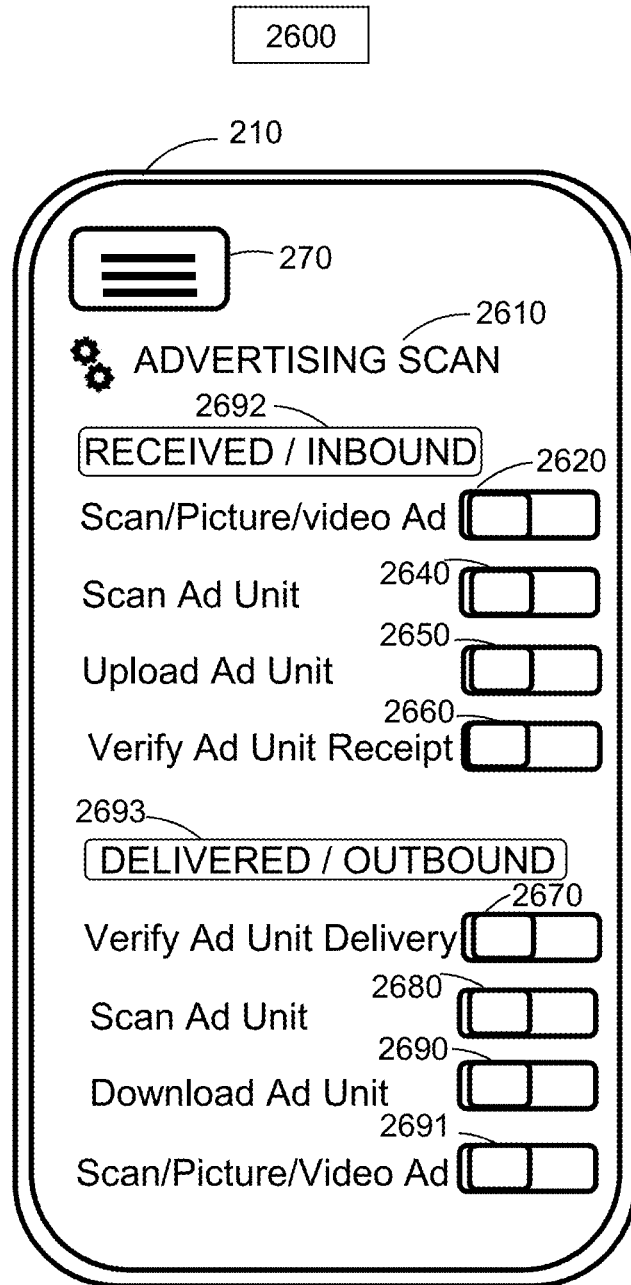 2600
210
270
2610
ADVERTISING SCAN
2692
RECEIVED / INBOUND
2620
Scan/Picture/video Ad
2640
Scan Ad Unit
2650
Upload Ad Unit
2660
Verify Ad Unit Receipt
2693
DELIVERED / OUTBOUND
2670
Verify Ad Unit Delivery
2680
Scan Ad Unit
2690
Download Ad Unit
2691
Scan/Picture/Video Ad